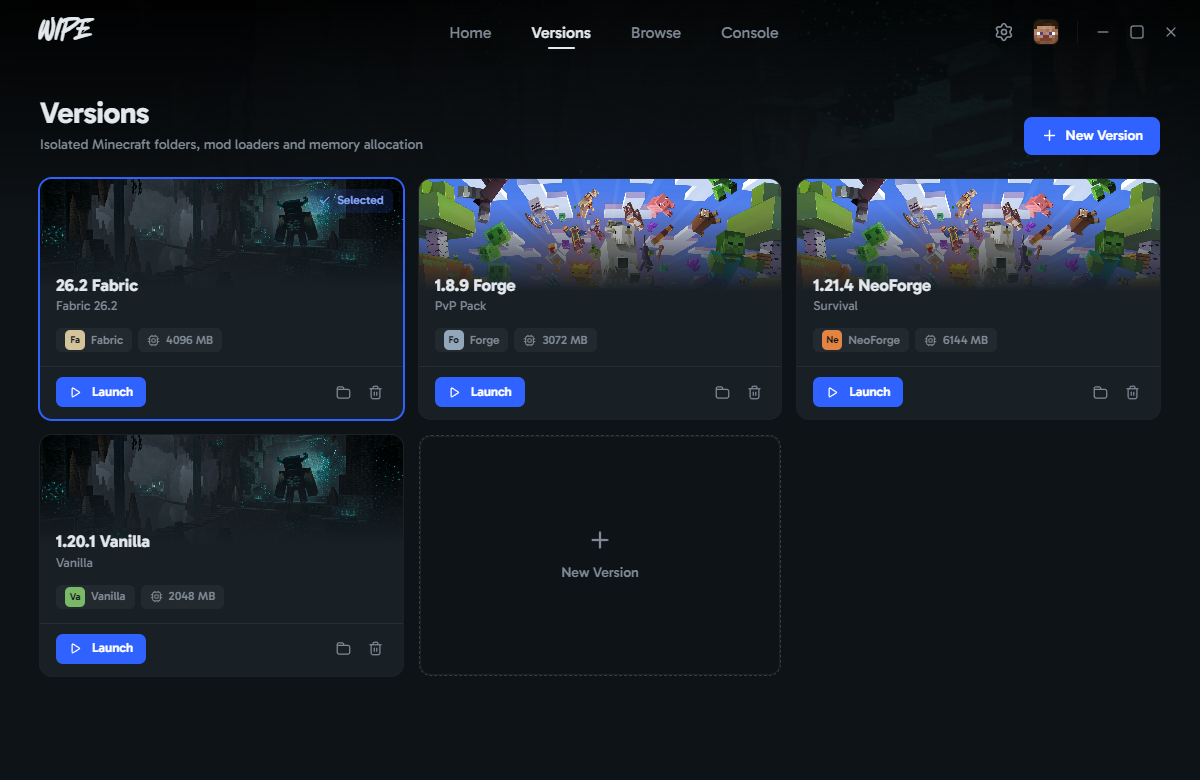 WIPE
Home Versions Browse Console
Versions
Isolated Minecraft folders, mod loaders and memory allocation
+ New Version
Selected
26.2 Fabric
Fabric 26.2
Fa Fabric 4096 MB
Launch
1.8.9 Forge
PvP Pack
Fo Forge 3072 MB
Launch
1.21.4 NeoForge
Survival
Ne NeoForge 6144 MB
Launch
1.20.1 Vanilla
Vanilla
Va Vanilla 2048 MB
Launch
+
New Version